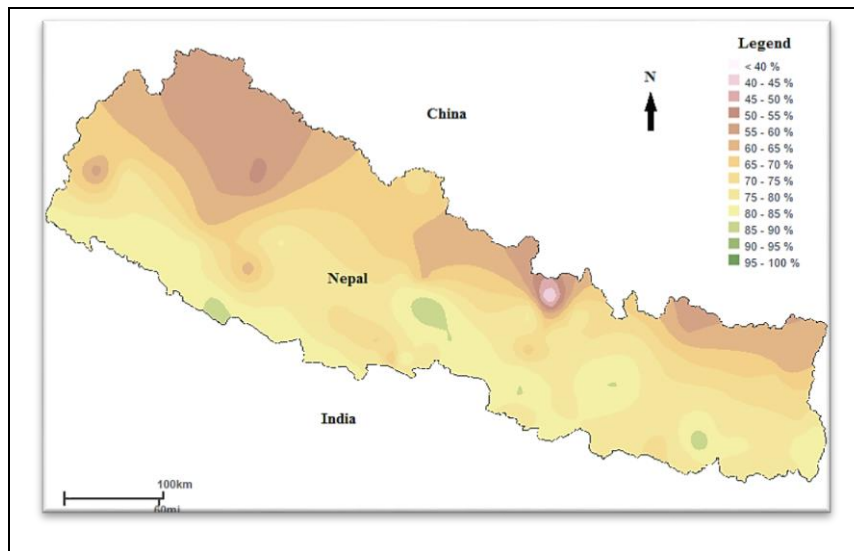 Legend
< 40 %
40 - 45 %
45 - 50 %
50 - 55 %
55 - 60 %
60 - 65 %
65 - 70 %
70 - 75 %
75 - 80 %
80 - 85 %
85 - 90 %
90 - 95 %
95 - 100 %
N
China
Nepal
India
100km
60mi